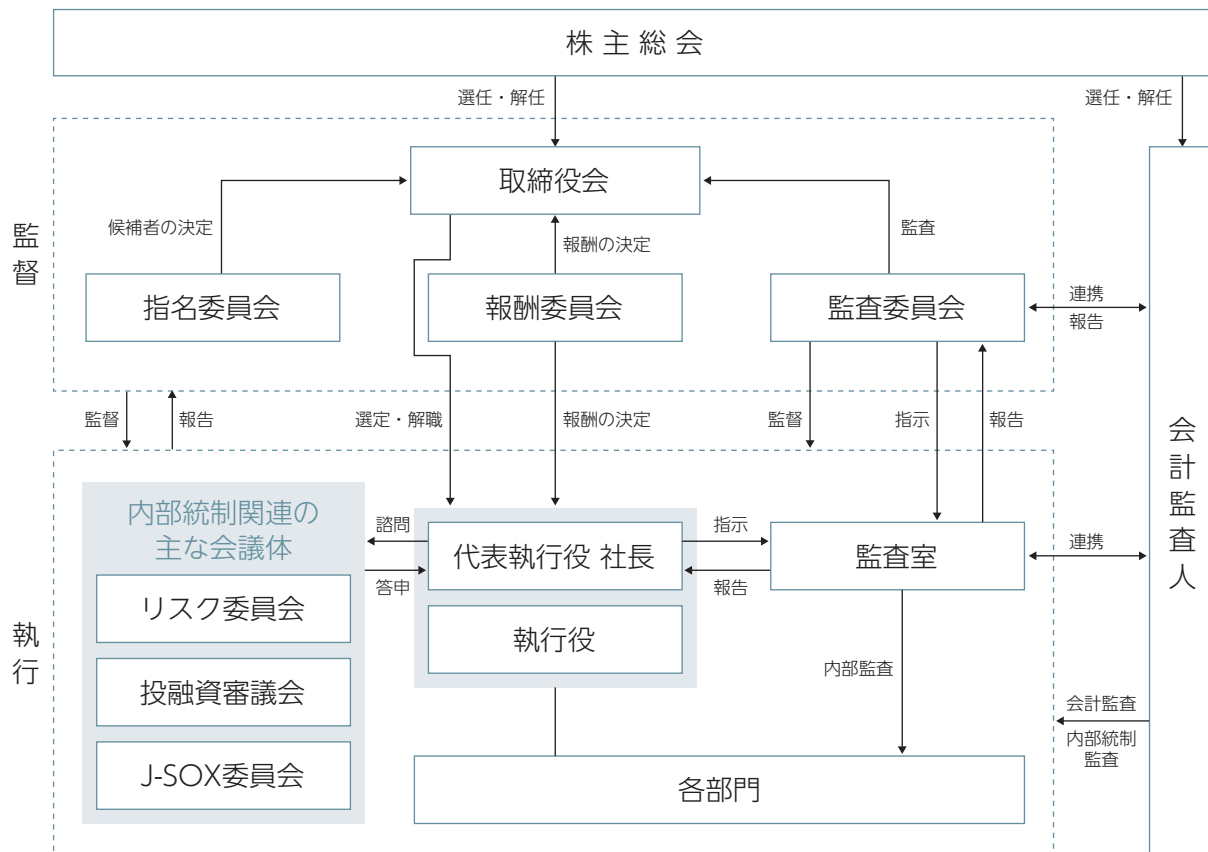 株主総会
選任・解任
選任・解任
取締役会
候補者の決定
報酬の決定
監査
監督
指名委員会
報酬委員会
監査委員会
連携
報告
監督
報告
選定・解職
報酬の決定
監督
指示
報告
会計監査人
内部統制関連の
主な会議体
諮問
答申
代表執行役 社長
指示
報告
監査室
連携
リスク委員会
執行役
執行
内部監査
投融資審議会
会計監査
内部統制
監査
J-SOX委員会
各部門